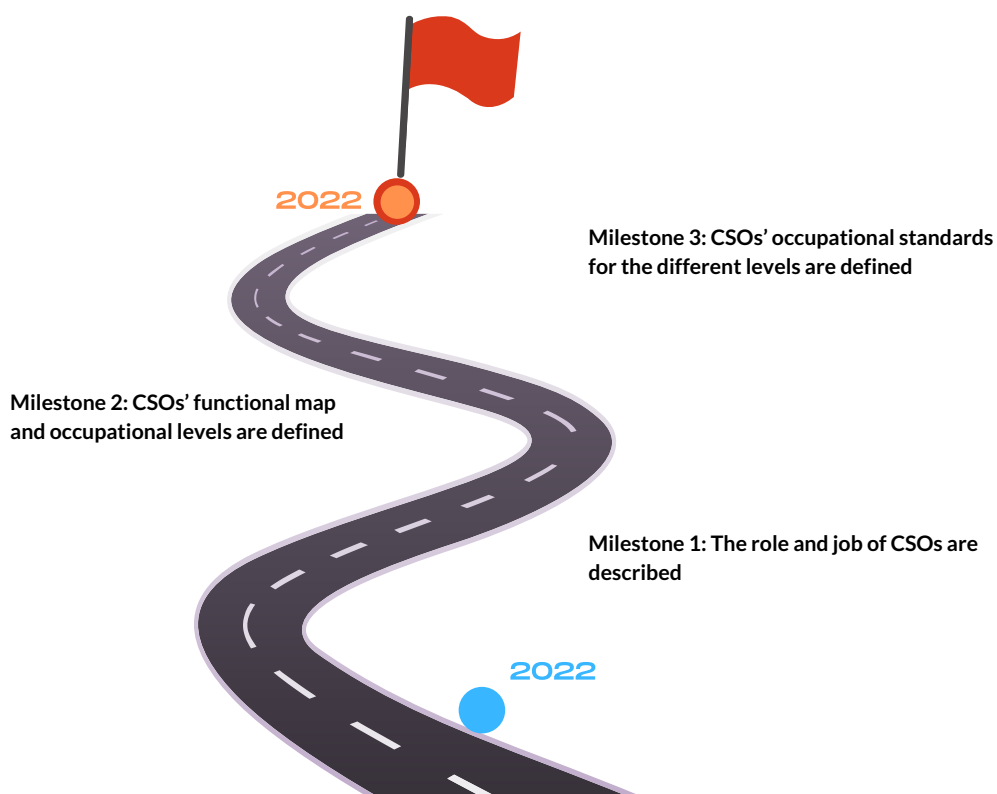 2022
Milestone 3: CSOs’ occupational standards
for the different levels are defined
Milestone 2: CSOs’ functional map
and occupational levels are defined
Milestone 1: The role and job of CSOs are
described
2022